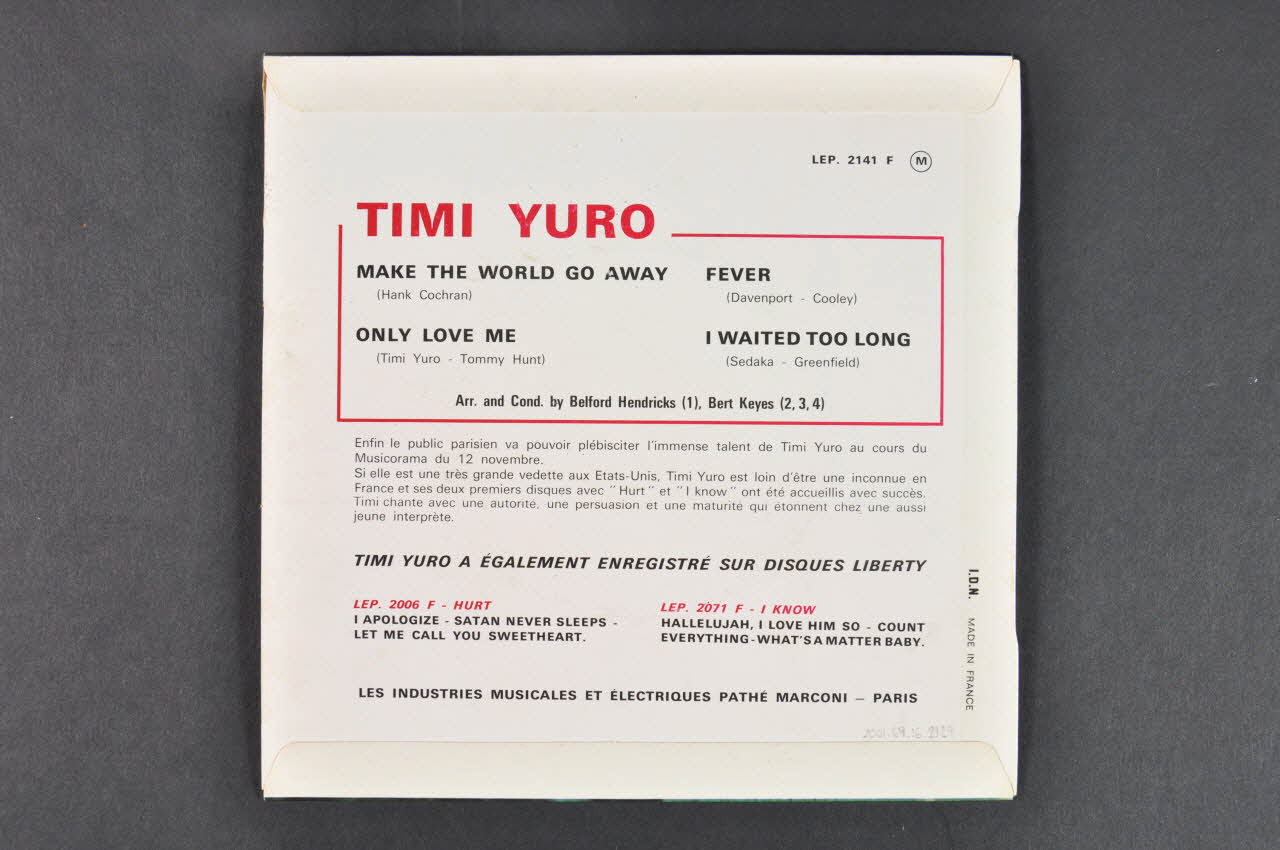 LEP. 2141 F M
TIMI YURO
MAKE THE WORLD GO AWAY
(Hank Cochran)
ONLY LOVE ME
(Timi Yuro - Tommy Hunt)
FEVER
(Davenport - Cooley)
I WAITED TOO LONG
(Sedaka - Greenfield)
Arr. and Cond. by Belford Hendricks (1), Bert Keyes (2, 3, 4)
Enfin le public parisien va pouvoir plébisciter l'immense talent de Timi Yuro au cours du
Musicorama du 12 novembre.
Si elle est une très grande vedette aux Etats-Unis, Timi Yuro est loin d'être une inconnue en
France et ses deux premiers disques avec "Hurt" et "I know" ont été accueillis avec succès.
Timi chante avec une autorité, une persuasion et une maturité qui étonnent chez une aussi
jeune interprète.
TIMI YURO A ÉGALEMENT ENREGISTRÉ SUR DISQUES LIBERTY
LEP. 2006 F - HURT
I APOLOGIZE - SATAN NEVER SLEEPS -
LET ME CALL YOU SWEETHEART.
LEP. 2071 F - I KNOW
HALLELUJAH, I LOVE HIM SO - COUNT
EVERYTHING-WHAT'S A MATTER BABY.
LES INDUSTRIES MUSICALES ET ÉLECTRIQUES PATHÉ MARCONI – PARIS
I.D.N. MADE IN FRANCE